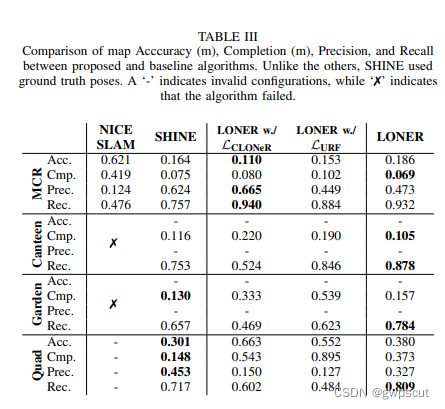 TABLE III
Comparison of map Acccuracy (m), Completion (m), Precision, and Recall
between proposed and baseline algorithms. Unlike the others, SHINE used
ground truth poses. A ‘-’ indicates invalid configurations, while ‘✗’ indicates
that the algorithm failed.
NICE SHINE LONER w./ LONER w./ LONER
SLAM L_CLONeR L_URF
MCR
Acc. 0.621 0.164 0.110 0.153 0.186
Cmp. 0.419 0.075 0.080 0.102 0.069
Prec. 0.124 0.624 0.665 0.449 0.473
Rec. 0.476 0.757 0.940 0.884 0.932
Canteen
✗
Acc. - - - -
Cmp. 0.116 0.220 0.190 0.105
Prec. - - - -
Rec. 0.753 0.524 0.846 0.878
Garden
✗
Acc. - - - -
Cmp. 0.130 0.333 0.539 0.157
Prec. - - - -
Rec. 0.657 0.469 0.623 0.784
Quad
Acc. - 0.301 0.663 0.552 0.380
Cmp. - 0.148 0.543 0.895 0.373
Prec. - 0.453 0.150 0.127 0.327
Rec. - 0.717 0.602 0.484 0.809
CSDN @gwpscut